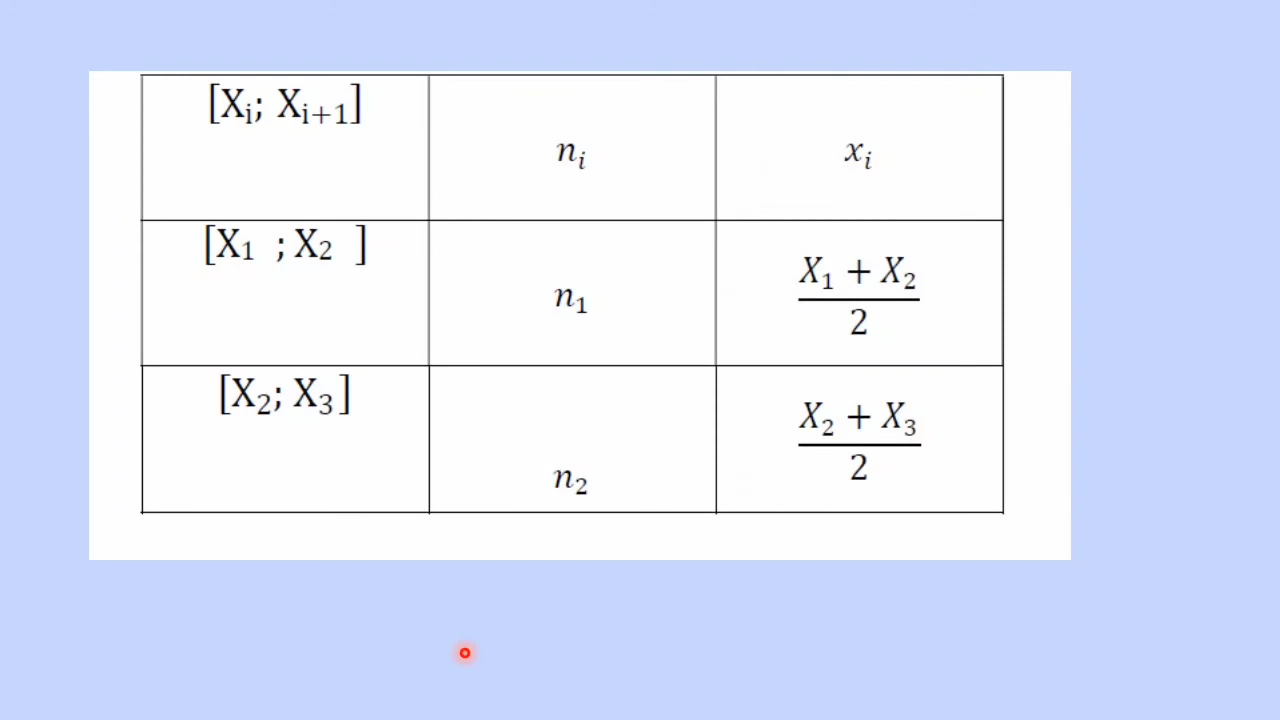 [Xᵢ; Xᵢ₊₁] nᵢ xᵢ
[X₁ ; X₂ ] n₁ (X₁ + X₂)/2
[X₂; X₃] n₂ (X₂ + X₃)/2